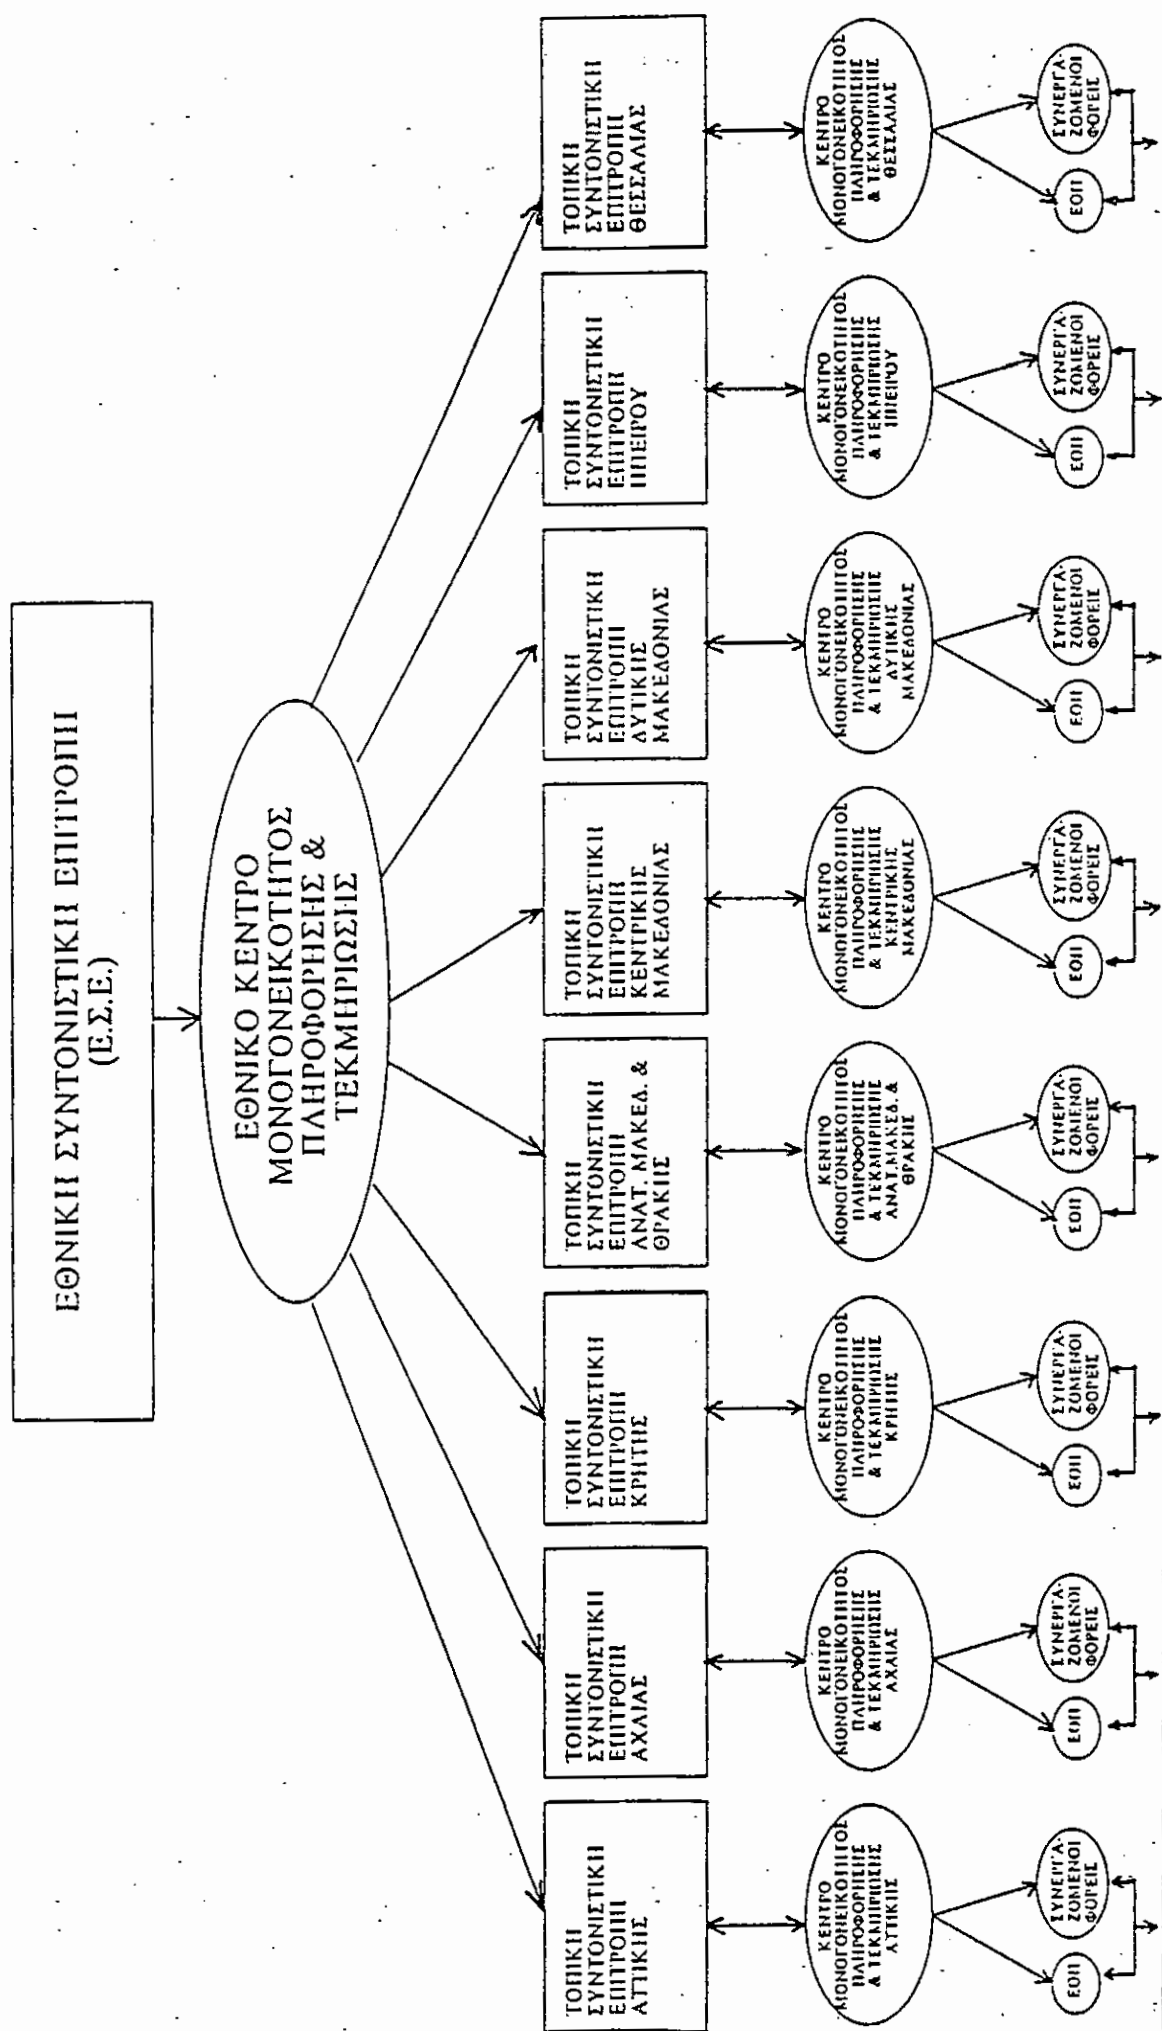 ΕΘΝΙΚΗ ΣΥΝΤΟΝΙΣΤΙΚΗ ΕΠΙΤΡΟΠΗ
(Ε.Σ.Ε.)
ΕΘΝΙΚΟ ΚΕΝΤΡΟ
ΜΟΝΟΓΟΝΕΙΚΟΤΗΤΟΣ
ΠΛΗΡΟΦΟΡΗΣΗΣ &
ΤΕΚΜΗΡΙΩΣΗΣ
ΤΟΠΙΚΗ
ΣΥΝΤΟΝΙΣΤΙΚΗ
ΕΠΙΤΡΟΠΗ
ΑΤΤΙΚΗΣ
ΤΟΠΙΚΗ
ΣΥΝΤΟΝΙΣΤΙΚΗ
ΕΠΙΤΡΟΠΗ
ΑΧΑΙΑΣ
ΤΟΠΙΚΗ
ΣΥΝΤΟΝΙΣΤΙΚΗ
ΕΠΙΤΡΟΠΗ
ΚΡΗΤΗΣ
ΤΟΠΙΚΗ
ΣΥΝΤΟΝΙΣΤΙΚΗ
ΕΠΙΤΡΟΠΗ
ΑΝΑΤ. ΜΑΚΕΔ. &
ΘΡΑΚΗΣ
ΤΟΠΙΚΗ
ΣΥΝΤΟΝΙΣΤΙΚΗ
ΕΠΙΤΡΟΠΗ
ΚΕΝΤΡΙΚΗΣ
ΜΑΚΕΔΟΝΙΑΣ
ΤΟΠΙΚΗ
ΣΥΝΤΟΝΙΣΤΙΚΗ
ΕΠΙΤΡΟΠΗ
ΔΥΤΙΚΗΣ
ΜΑΚΕΔΟΝΙΑΣ
ΤΟΠΙΚΗ
ΣΥΝΤΟΝΙΣΤΙΚΗ
ΕΠΙΤΡΟΠΗ
ΗΠΕΙΡΟΥ
ΤΟΠΙΚΗ
ΣΥΝΤΟΝΙΣΤΙΚΗ
ΕΠΙΤΡΟΠΗ
ΘΕΣΣΑΛΙΑΣ
ΚΕΝΤΡΟ
ΜΟΝΟΓΟΝΕΙΚΟΤΗΤΟΣ
ΠΛΗΡΟΦΟΡΗΣΗΣ
& ΤΕΚΜΗΡΙΩΣΗΣ
ΑΤΤΙΚΗΣ
ΚΕΝΤΡΟ
ΜΟΝΟΓΟΝΕΙΚΟΤΗΤΟΣ
ΠΛΗΡΟΦΟΡΗΣΗΣ
& ΤΕΚΜΗΡΙΩΣΗΣ
ΑΧΑΙΑΣ
ΚΕΝΤΡΟ
ΜΟΝΟΓΟΝΕΙΚΟΤΗΤΟΣ
ΠΛΗΡΟΦΟΡΗΣΗΣ
& ΤΕΚΜΗΡΙΩΣΗΣ
ΚΡΗΤΗΣ
ΚΕΝΤΡΟ
ΜΟΝΟΓΟΝΕΙΚΟΤΗΤΟΣ
ΠΛΗΡΟΦΟΡΗΣΗΣ
& ΤΕΚΜΗΡΙΩΣΗΣ
ΑΝΑΤ.ΜΑΚΕΔ. &
ΘΡΑΚΗΣ
ΚΕΝΤΡΟ
ΜΟΝΟΓΟΝΕΙΚΟΤΗΤΟΣ
ΠΛΗΡΟΦΟΡΗΣΗΣ
& ΤΕΚΜΗΡΙΩΣΗΣ
ΚΕΝΤΡΙΚΗΣ
ΜΑΚΕΔΟΝΙΑΣ
ΚΕΝΤΡΟ
ΜΟΝΟΓΟΝΕΙΚΟΤΗΤΟΣ
ΠΛΗΡΟΦΟΡΗΣΗΣ
& ΤΕΚΜΗΡΙΩΣΗΣ
ΔΥΤΙΚΗΣ
ΜΑΚΕΔΟΝΙΑΣ
ΚΕΝΤΡΟ
ΜΟΝΟΓΟΝΕΙΚΟΤΗΤΟΣ
ΠΛΗΡΟΦΟΡΗΣΗΣ
& ΤΕΚΜΗΡΙΩΣΗΣ
ΗΠΕΙΡΟΥ
ΚΕΝΤΡΟ
ΜΟΝΟΓΟΝΕΙΚΟΤΗΤΟΣ
ΠΛΗΡΟΦΟΡΗΣΗΣ
& ΤΕΚΜΗΡΙΩΣΗΣ
ΘΕΣΣΑΛΙΑΣ
ΕΟΠ
ΣΥΝΕΡΓΑ-
ΖΟΜΕΝΟΙ
ΦΟΡΕΙΣ
ΕΟΠ
ΣΥΝΕΡΓΑ-
ΖΟΜΕΝΟΙ
ΦΟΡΕΙΣ
ΕΟΠ
ΣΥΝΕΡΓΑ-
ΖΟΜΕΝΟΙ
ΦΟΡΕΙΣ
ΕΟΠ
ΣΥΝΕΡΓΑ-
ΖΟΜΕΝΟΙ
ΦΟΡΕΙΣ
ΕΟΠ
ΣΥΝΕΡΓΑ-
ΖΟΜΕΝΟΙ
ΦΟΡΕΙΣ
ΕΟΠ
ΣΥΝΕΡΓΑ-
ΖΟΜΕΝΟΙ
ΦΟΡΕΙΣ
ΕΟΠ
ΣΥΝΕΡΓΑ-
ΖΟΜΕΝΟΙ
ΦΟΡΕΙΣ
ΕΟΠ
ΣΥΝΕΡΓΑ-
ΖΟΜΕΝΟΙ
ΦΟΡΕΙΣ